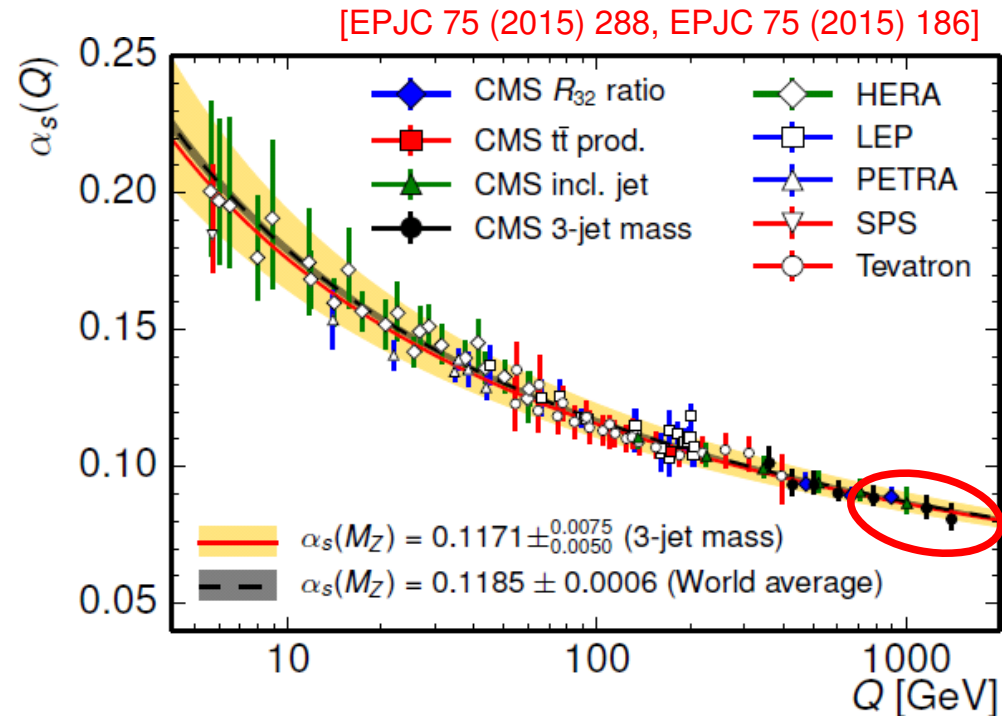 [EPJC 75 (2015) 288, EPJC 75 (2015) 186]
αs(Q)
0.25
0.20
0.15
0.10
0.05
CMS R32 ratio
CMS tt̄ prod.
CMS incl. jet
CMS 3-jet mass
HERA
LEP
PETRA
SPS
Tevatron
αs(MZ) = 0.1171±0.0075 0.0050 (3-jet mass)
αs(MZ) = 0.1185 ± 0.0006 (World average)
10 100 1000
Q [GeV]